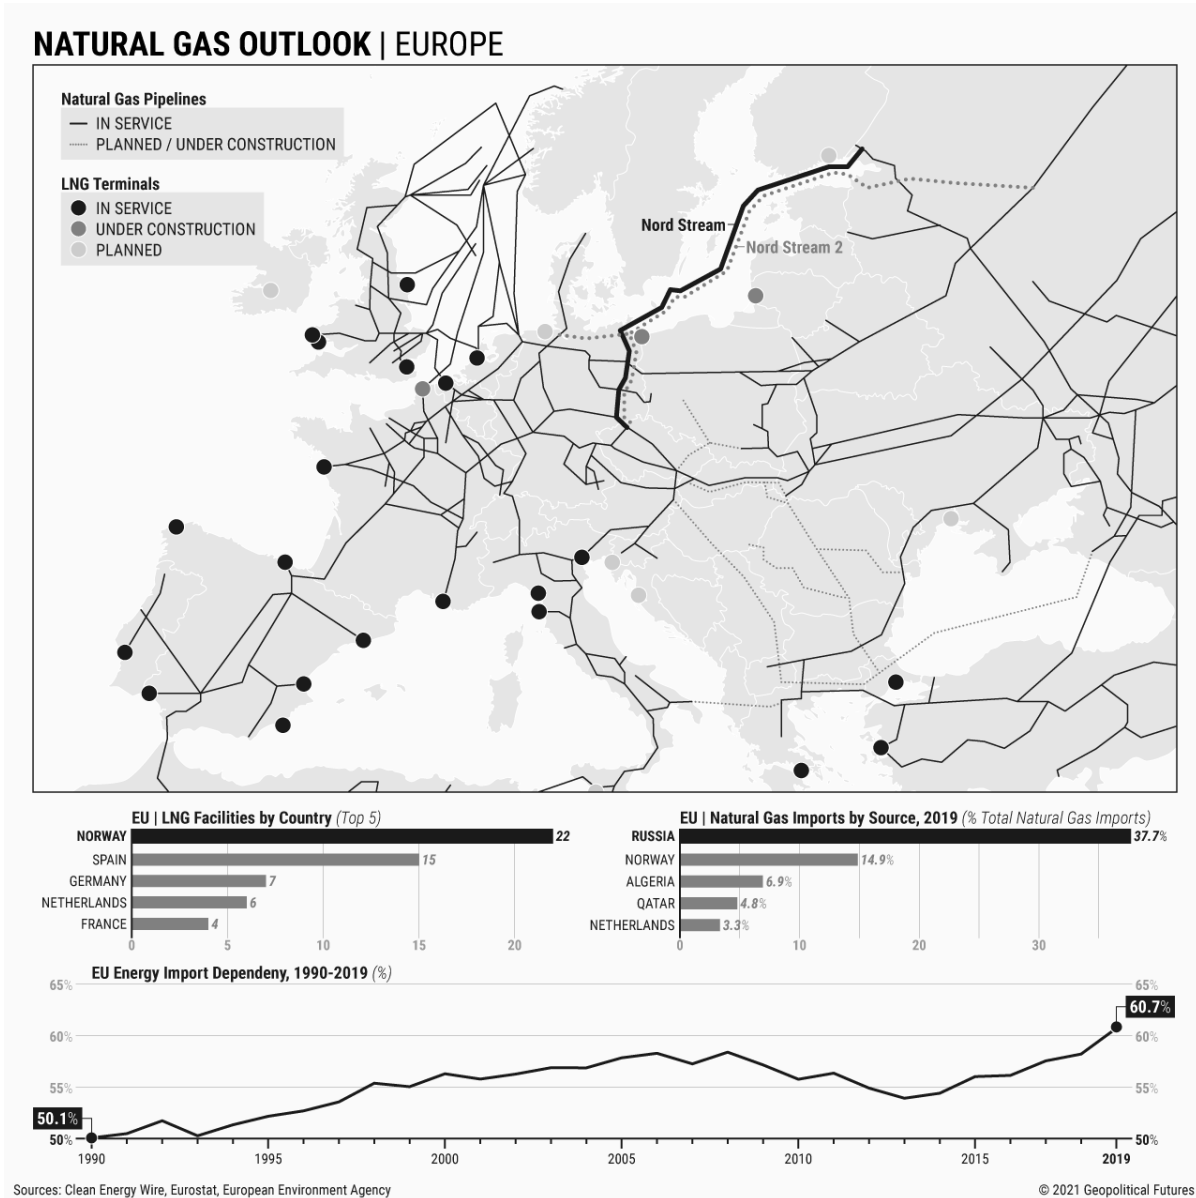 NATURAL GAS OUTLOOK | EUROPE
Natural Gas Pipelines
IN SERVICE
PLANNED / UNDER CONSTRUCTION
LNG Terminals
IN SERVICE
UNDER CONSTRUCTION
PLANNED
Nord Stream
Nord Stream 2
EU | LNG Facilities by Country (Top 5)
NORWAY 22
SPAIN 15
GERMANY 7
NETHERLANDS 6
FRANCE 4
0 5 10 15 20
EU | Natural Gas Imports by Source, 2019 (% Total Natural Gas Imports)
RUSSIA 37.7%
NORWAY 14.9%
ALGERIA 6.9%
QATAR 4.8%
NETHERLANDS 3.3%
0 10 20 30
EU Energy Import Dependeny, 1990-2019 (%)
65% 65%
60.7%
60% 60%
55% 55%
50.1%
50% 50%
1990 1995 2000 2005 2010 2015 2019
Sources: Clean Energy Wire, Eurostat, European Environment Agency
© 2021 Geopolitical Futures